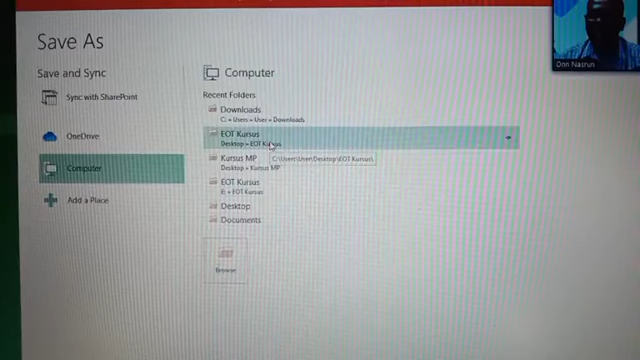 Save As
Save and Sync
Sync with SharePoint
OneDrive
Computer
Add a Place
Computer
Recent Folders
Downloads
C: » Users » User » Downloads
EOT Kursus
Desktop » EOT Kursus
Kursus MP
Desktop » Kursus MP
C:\Users\User\Desktop\EOT Kursus\
EOT Kursus
E: » EOT Kursus
Desktop
Documents
Browse
Don Nasrun